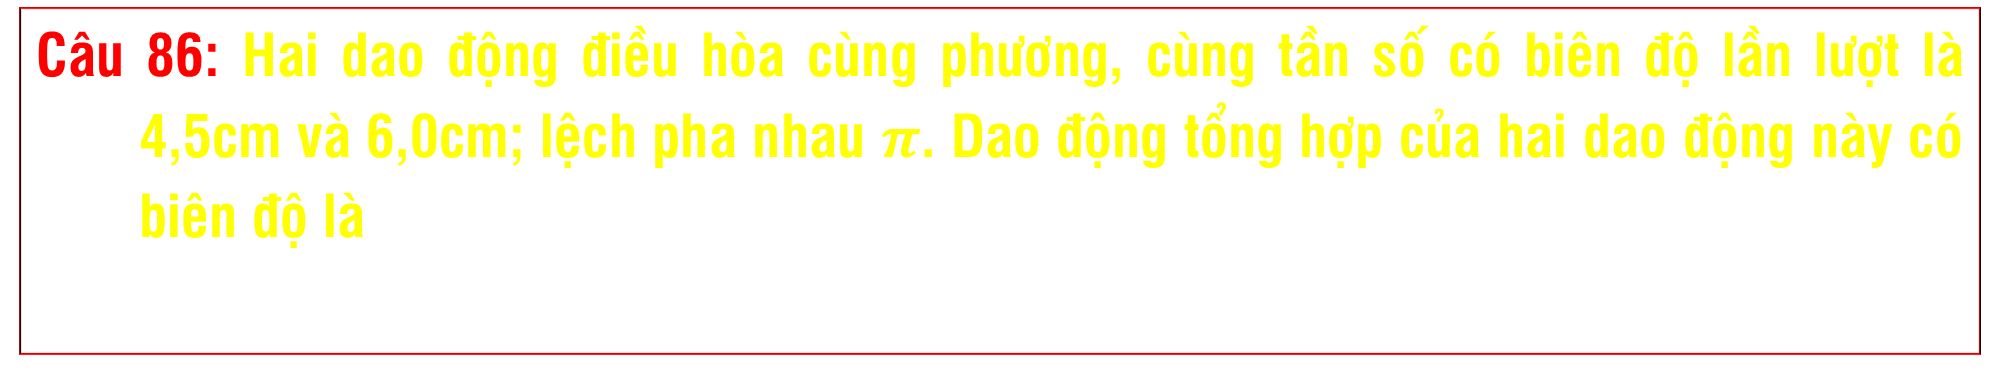 Câu 86: Hai dao động điều hòa cùng phương, cùng tần số có biên độ lần lượt là
4,5cm và 6,0cm; lệch pha nhau π. Dao động tổng hợp của hai dao động này có
biên độ là